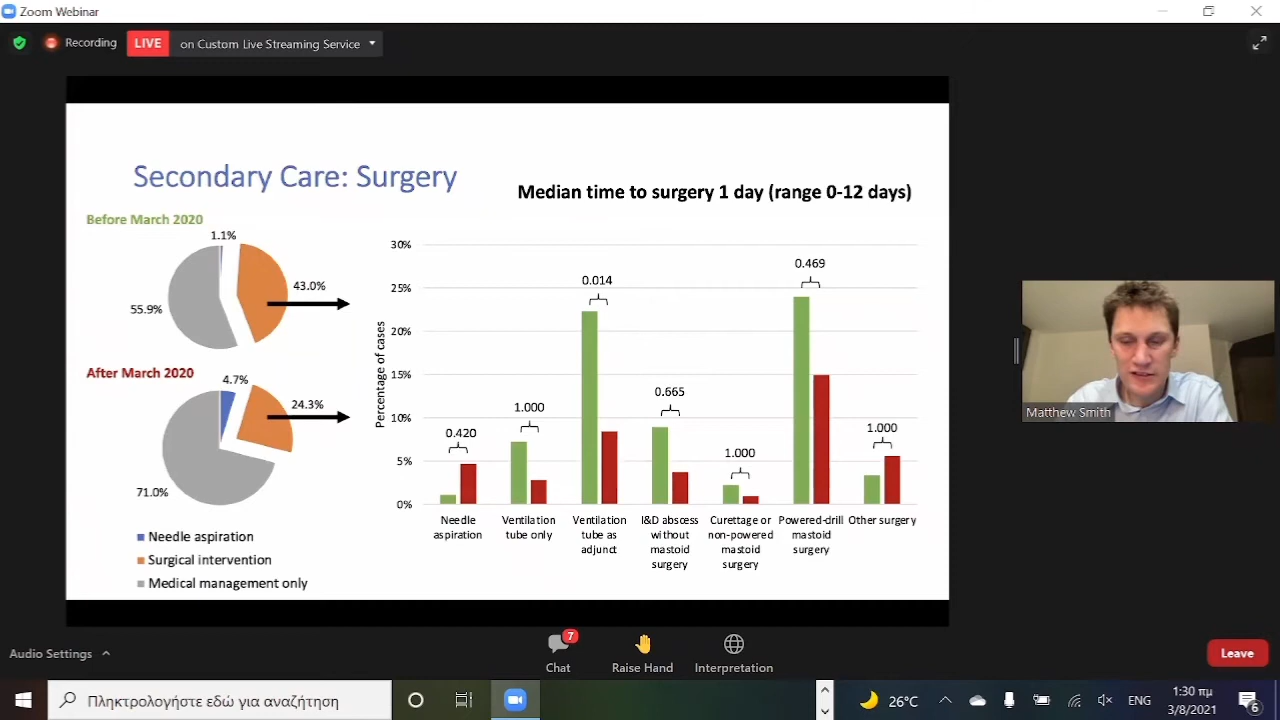 Zoom Webinar
Recording
LIVE
on Custom Live Streaming Service
Secondary Care: Surgery
Median time to surgery 1 day (range 0-12 days)
Before March 2020
1.1%
43.0%
55.9%
After March 2020
4.7%
24.3%
71.0%
Needle aspiration
Surgical intervention
Medical management only
Percentage of cases
30%
25%
20%
15%
10%
5%
0%
0.420
1.000
0.014
0.665
1.000
0.469
1.000
Needle
aspiration
Ventilation
tube only
Ventilation
tube as
adjunct
I&D abscess
without
mastoid
surgery
Curettage or
non-powered
mastoid
surgery
Powered-drill
mastoid
surgery
Other surgery
Matthew Smith
Audio Settings
7
Chat
Raise Hand
Interpretation
Leave
Πληκτρολογήστε εδώ για αναζήτηση
26°C
ENG
1:30 πμ
3/8/2021
6